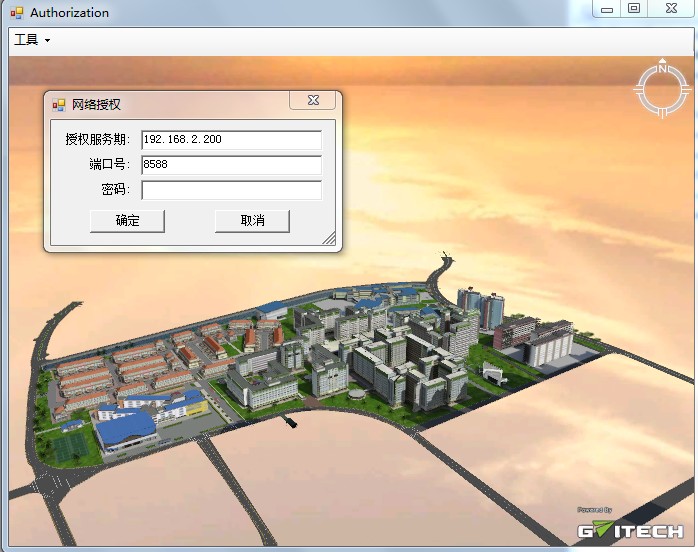 Authorization
工具
N
网络授权
授权服务期: 192.168.2.200
端口号: 8588
密码:
确定 取消
Powered By
GVITECH